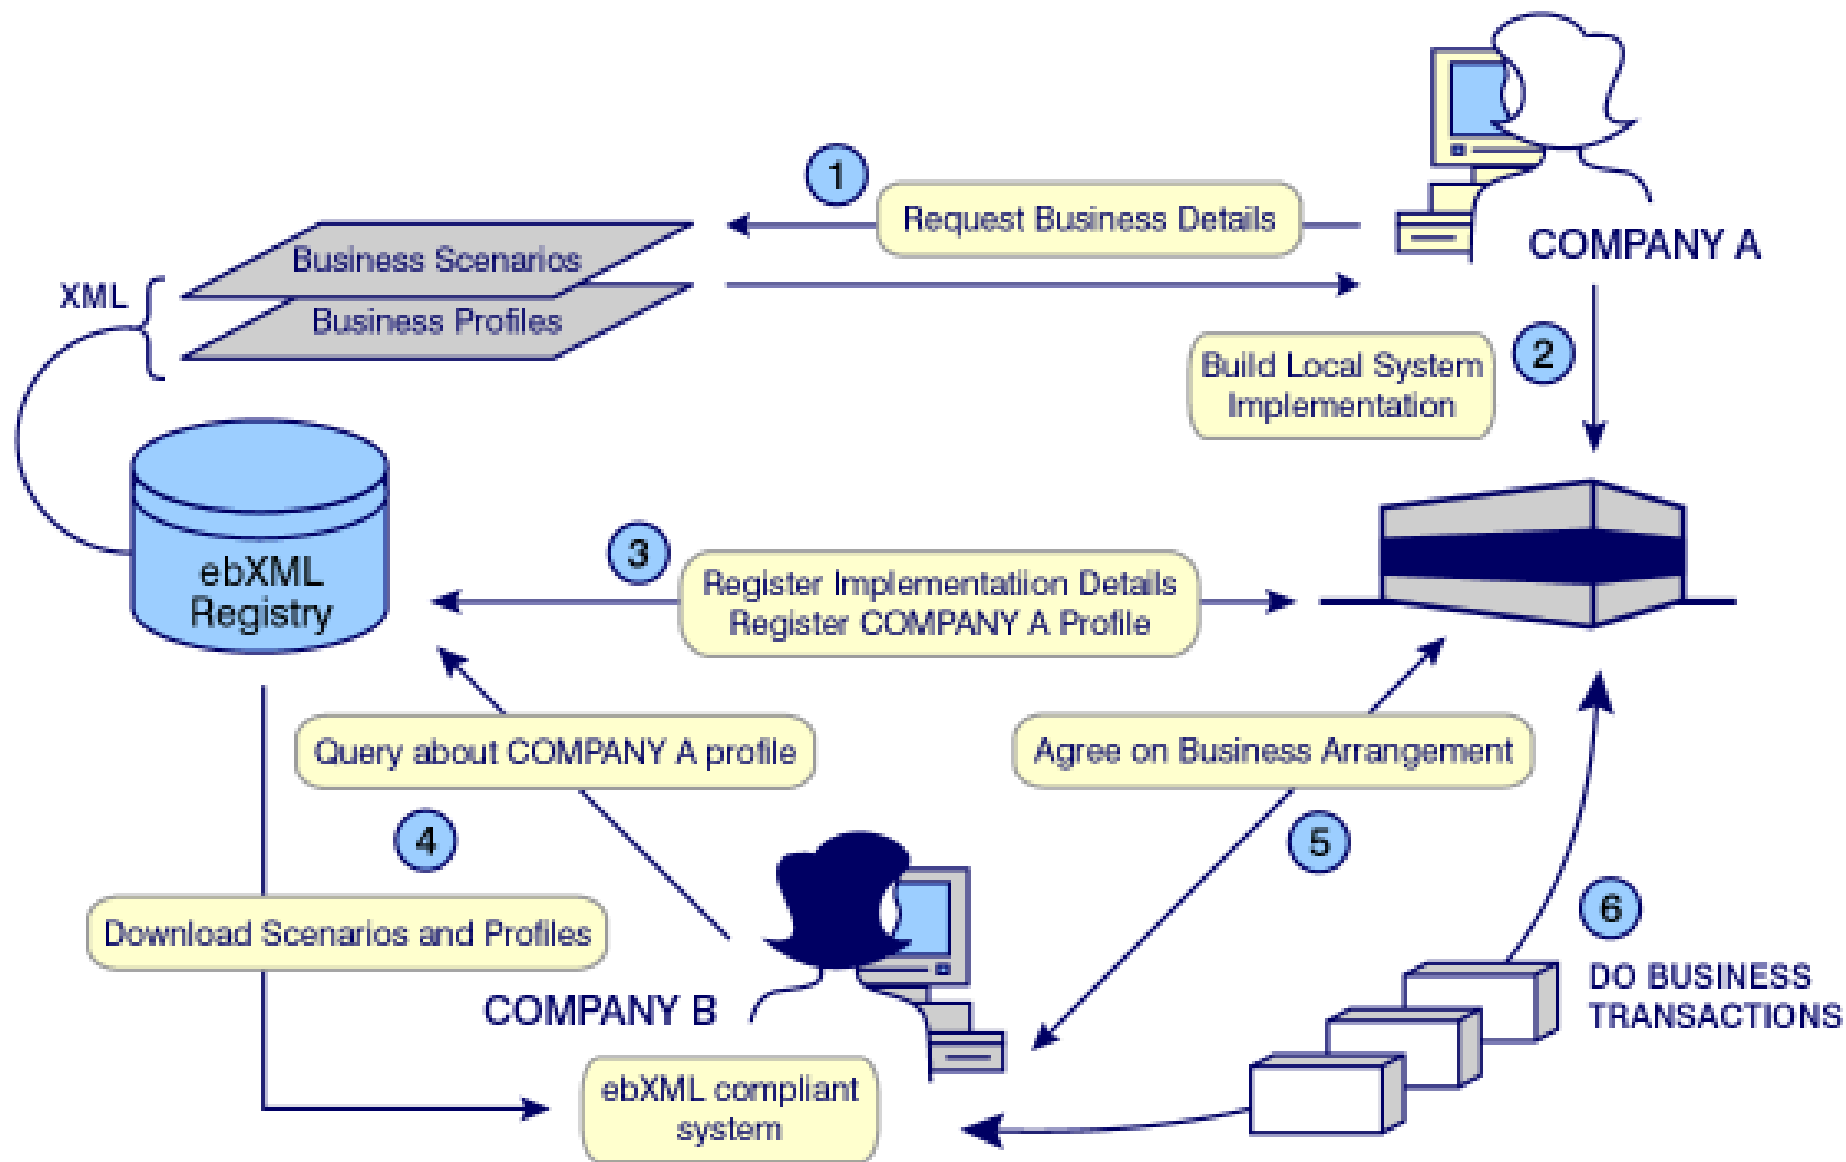 1
Request Business Details
COMPANY A
Business Scenarios
XML
Business Profiles
2
Build Local System
Implementation
3
ebXML
Registry
Register Implementatiion Details
Register COMPANY A Profile
Query about COMPANY A profile
Agree on Business Arrangement
4
5
Download Scenarios and Profiles
6
DO BUSINESS
TRANSACTIONS
COMPANY B
ebXML compliant
system